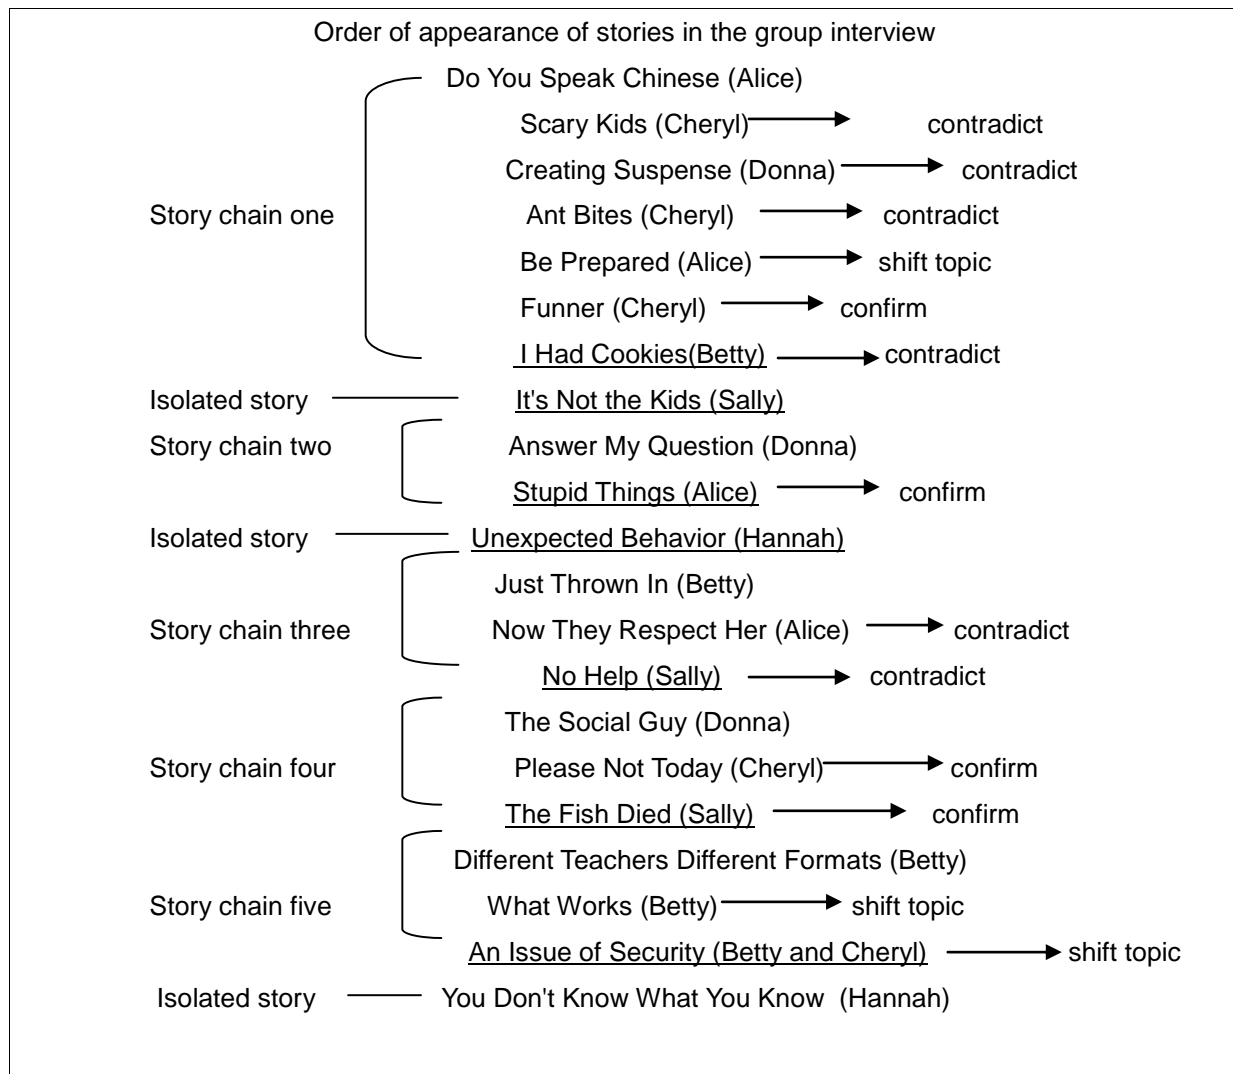 Order of appearance of stories in the group interview
Do You Speak Chinese (Alice)
Scary Kids (Cheryl) contradict
Creating Suspense (Donna) contradict
Story chain one Ant Bites (Cheryl) contradict
Be Prepared (Alice) shift topic
Funner (Cheryl) confirm
I Had Cookies(Betty) contradict
Isolated story It's Not the Kids (Sally)
Story chain two Answer My Question (Donna)
Stupid Things (Alice) confirm
Isolated story Unexpected Behavior (Hannah)
Just Thrown In (Betty)
Story chain three Now They Respect Her (Alice) contradict
No Help (Sally) contradict
The Social Guy (Donna)
Story chain four Please Not Today (Cheryl) confirm
The Fish Died (Sally) confirm
Different Teachers Different Formats (Betty)
Story chain five What Works (Betty) shift topic
An Issue of Security (Betty and Cheryl) shift topic
Isolated story You Don't Know What You Know (Hannah)